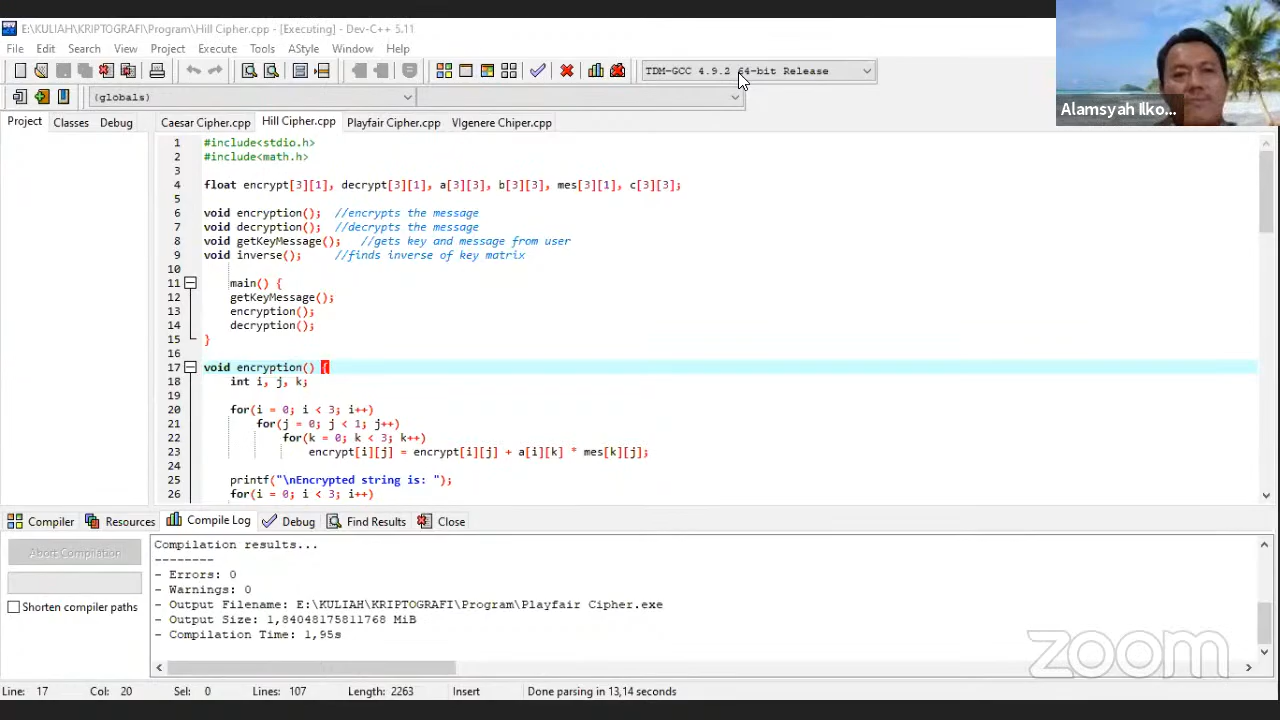 E:\KULIAH\KRIPTOGRAFI\Program\Hill Cipher.cpp - [Executing] - Dev-C++ 5.11
File Edit Search View Project Execute Tools AStyle Window Help
TDM-GCC 4.9.2 64-bit Release
(globals)
Alamsyah Ilko...
Project Classes Debug Caesar Cipher.cpp Hill Cipher.cpp Playfair Cipher.cpp VIgenere Chiper.cpp
1 #include<stdio.h>
2 #include<math.h>
3
4 float encrypt[3][1], decrypt[3][1], a[3][3], b[3][3], mes[3][1], c[3][3];
5
6 void encryption(); //encrypts the message
7 void decryption(); //decrypts the message
8 void getKeyMessage(); //gets key and message from user
9 void inverse(); //finds inverse of key matrix
10
11 main() {
12 getKeyMessage();
13 encryption();
14 decryption();
15 }
16
17 void encryption() {
18 int i, j, k;
19
20 for(i = 0; i < 3; i++)
21 for(j = 0; j < 1; j++)
22 for(k = 0; k < 3; k++)
23 encrypt[i][j] = encrypt[i][j] + a[i][k] * mes[k][j];
24
25 printf("\nEncrypted string is: ");
26 for(i = 0; i < 3; i++)
Compiler Resources Compile Log Debug Find Results Close
Abort Compilation
Shorten compiler paths
Compilation results...
--------
- Errors: 0
- Warnings: 0
- Output Filename: E:\KULIAH\KRIPTOGRAFI\Program\Playfair Cipher.exe
- Output Size: 1,84048175811768 MiB
- Compilation Time: 1,95s
zoom
Line: 17 Col: 20 Sel: 0 Lines: 107 Length: 2263 Insert Done parsing in 13,14 seconds